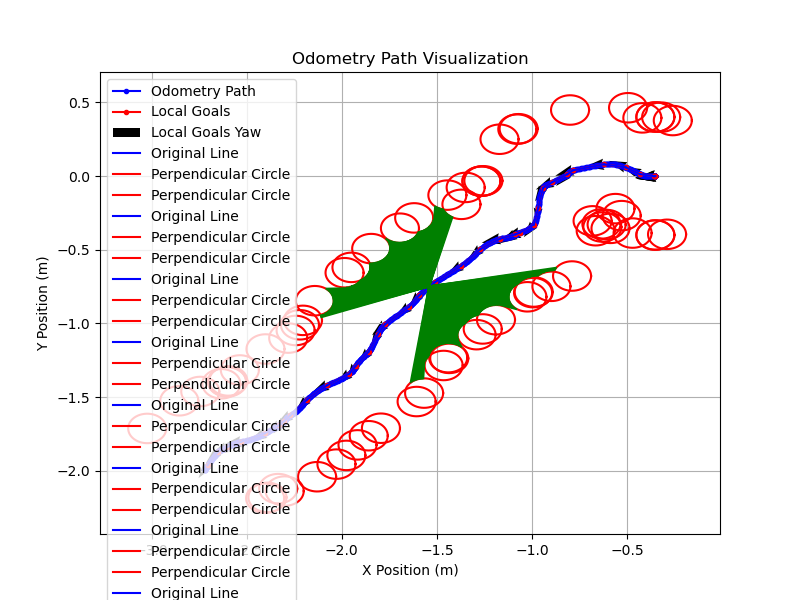 Odometry Path Visualization
Y Position (m)
0.5
0.0
−0.5
−1.0
−1.5
−2.0
Odometry Path
Local Goals
Local Goals Yaw
Original Line
Perpendicular Circle
Perpendicular Circle
Original Line
Perpendicular Circle
Perpendicular Circle
Original Line
Perpendicular Circle
Perpendicular Circle
Original Line
Perpendicular Circle
Perpendicular Circle
Original Line
Perpendicular Circle
Perpendicular Circle
Original Line
Perpendicular Circle
Perpendicular Circle
Original Line
Perpendicular Circle
Perpendicular Circle
Original Line
−2.0 −1.5 −1.0 −0.5
X Position (m)